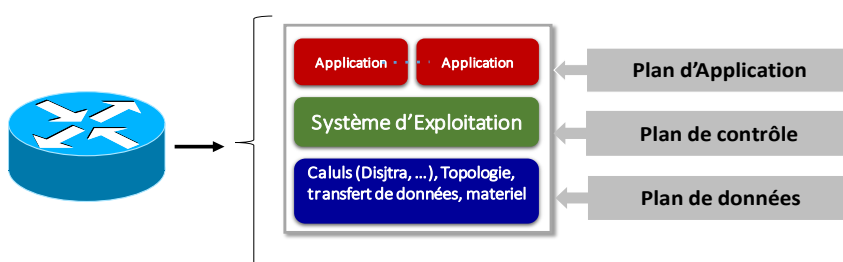 Application
Application
Plan d'Application
Système d'Exploitation
Plan de contrôle
Caluls (Disjtra, ...), Topologie,
transfert de données, materiel
Plan de données